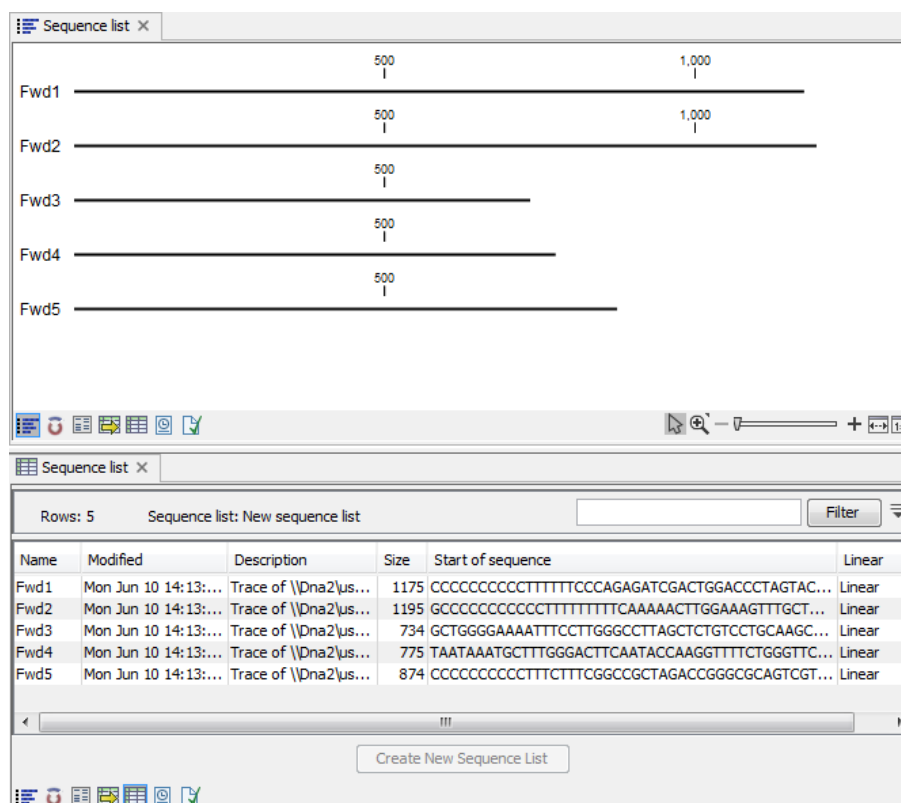 Sequence list
500 1,000
Fwd1
500 1,000
Fwd2
500
Fwd3
500
Fwd4
500
Fwd5
Sequence list
Rows: 5 Sequence list: New sequence list Filter
Name Modified Description Size Start of sequence Linear
Fwd1 Mon Jun 10 14:13:... Trace of \\Dna2\us... 1175 CCCCCCCCCCTTTTTTCCCAGAGATCGACTGGACCCTAGTAC... Linear
Fwd2 Mon Jun 10 14:13:... Trace of \\Dna2\us... 1195 GCCCCCCCCCCCTTTTTTTTTCAAAAACTTGGAAAGTTTGCT... Linear
Fwd3 Mon Jun 10 14:13:... Trace of \\Dna2\us... 734 GCTGGGGAAAATTTCCTTGGGCCTTAGCTCTGTCCTGCAAGC... Linear
Fwd4 Mon Jun 10 14:13:... Trace of \\Dna2\us... 775 TAATAAATGCTTTGGGACTTCAATACCAAGGTTTTCTGGGTTC... Linear
Fwd5 Mon Jun 10 14:13:... Trace of \\Dna2\us... 874 CCCCCCCCCCTTTCTTTCGGCCGCTAGACCGGGCGCAGTCGT... Linear
Create New Sequence List